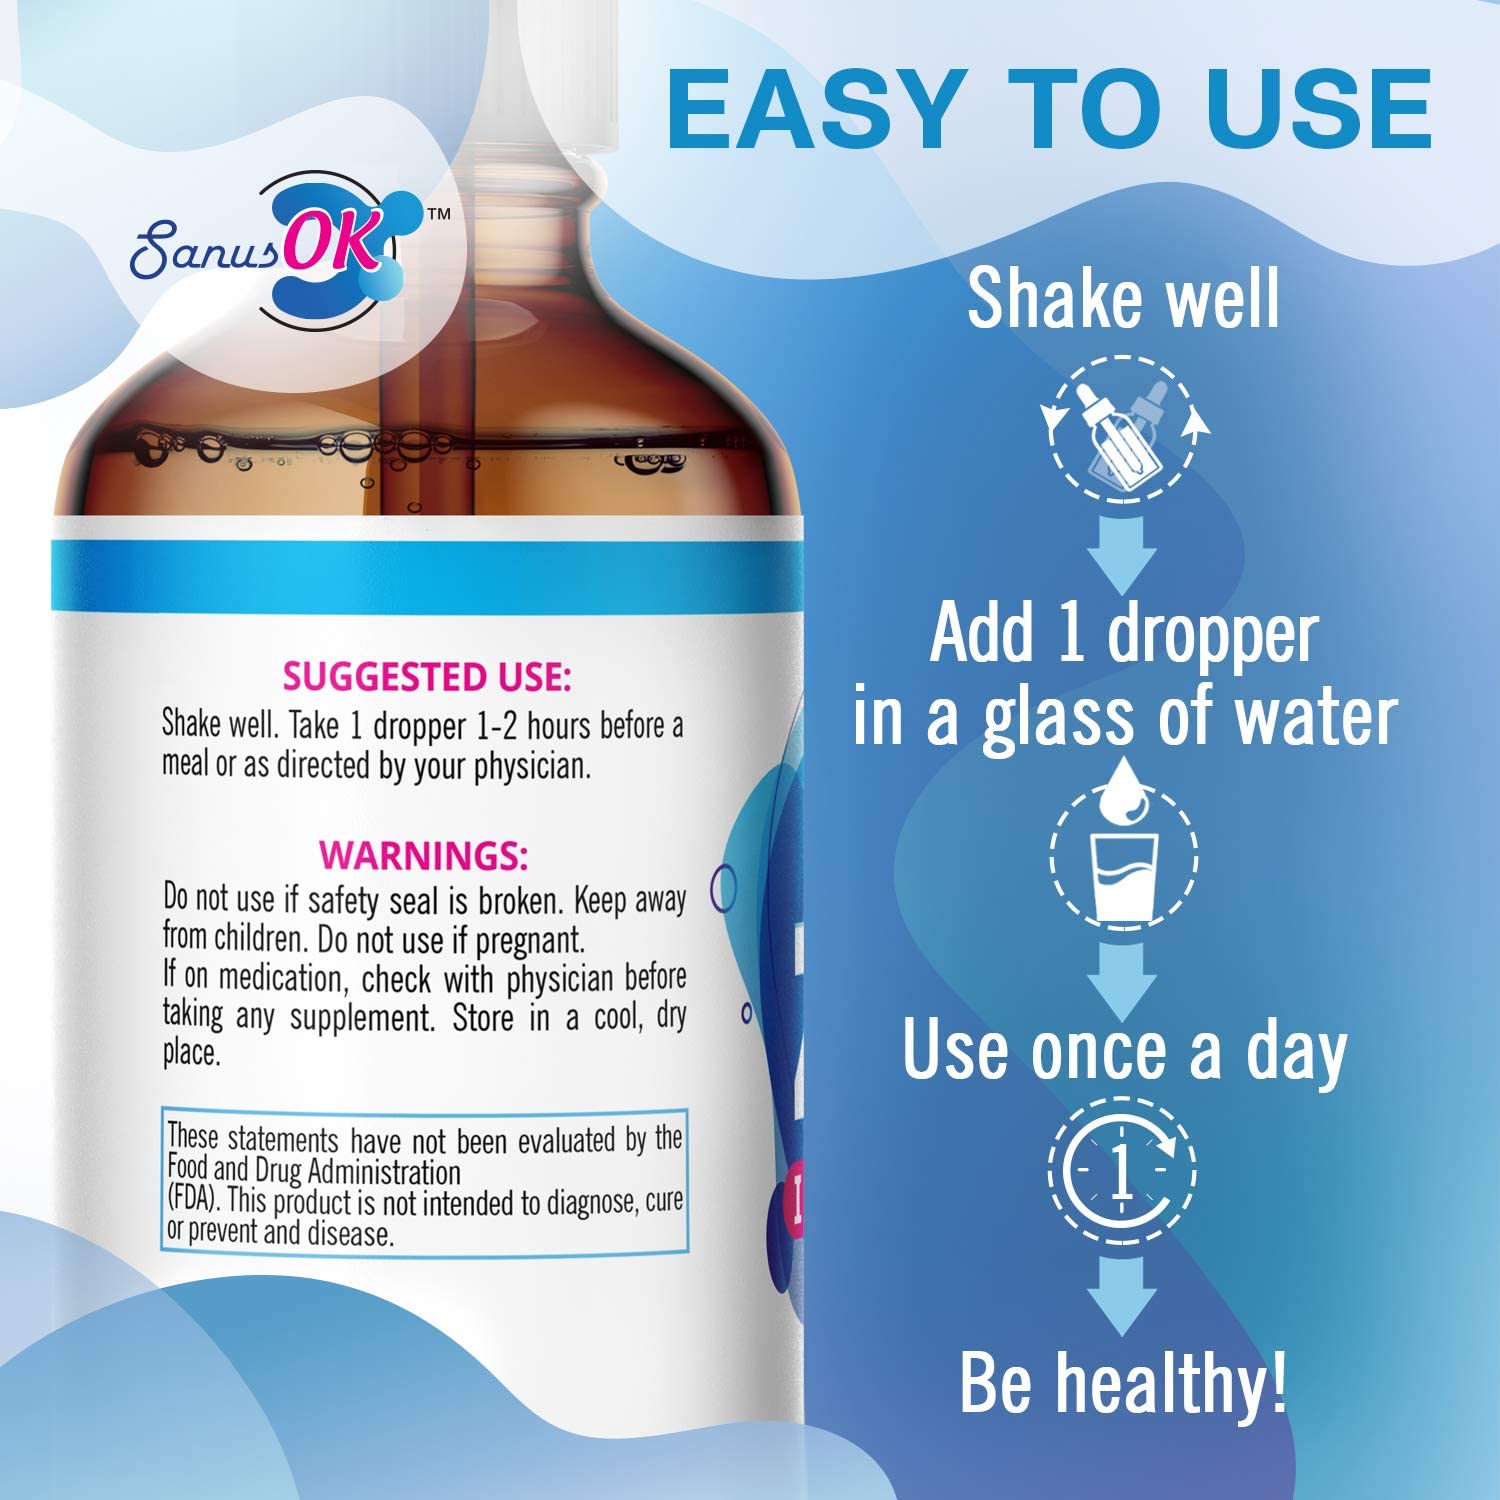 EASY TO USE
SanusOK™
Shake well
Add 1 dropper
in a glass of water
Use once a day
1
Be healthy!
SUGGESTED USE:
Shake well. Take 1 dropper 1-2 hours before a
meal or as directed by your physician.
WARNINGS:
Do not use if safety seal is broken. Keep away
from children. Do not use if pregnant.
If on medication, check with physician before
taking any supplement. Store in a cool, dry
place.
These statements have not been evaluated by the
Food and Drug Administration
(FDA). This product is not intended to diagnose, cure
or prevent and disease.